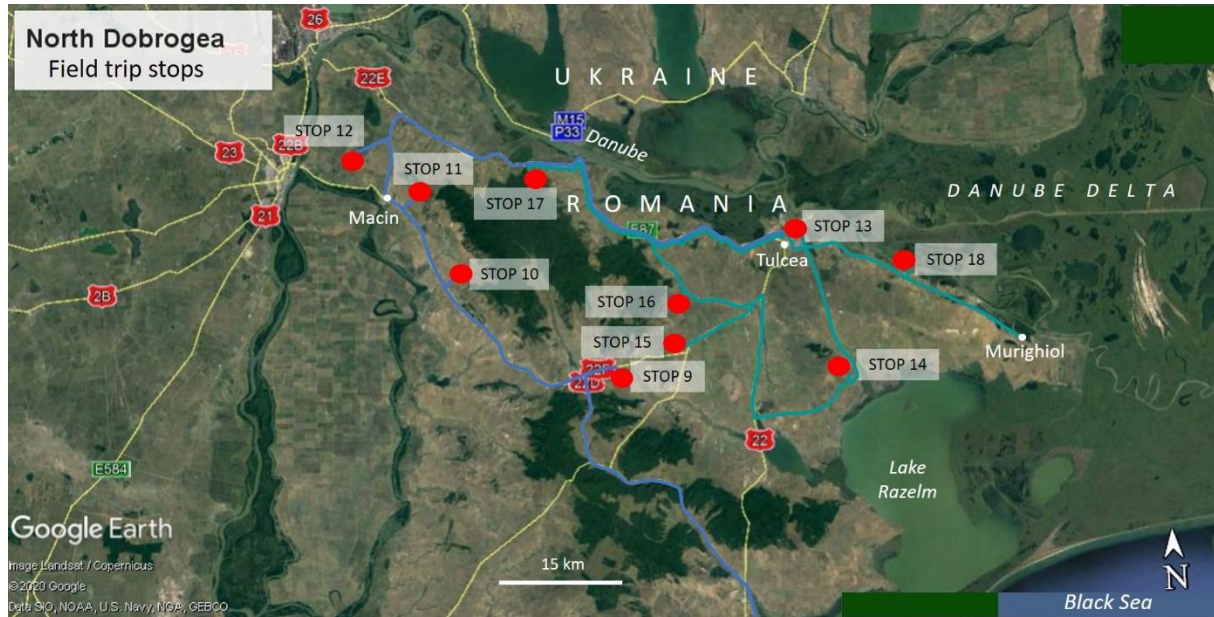 North Dobrogea
Field trip stops
26
22E
UKRAINE
M15
P33
Danube
STOP 12
22B
23
STOP 11
21
Macin
STOP 17
ROMANIA
DANUBE DELTA
E87
STOP 13
Tulcea
STOP 18
STOP 10
2B
STOP 16
STOP 15
Murighiol
STOP 9
22D
STOP 14
22
Lake
Razelm
E584
Google Earth
Image Landsat / Copernicus
©2020 Google
Data SIO, NOAA, U.S. Navy, NGA, GEBCO
15 km
N
Black Sea